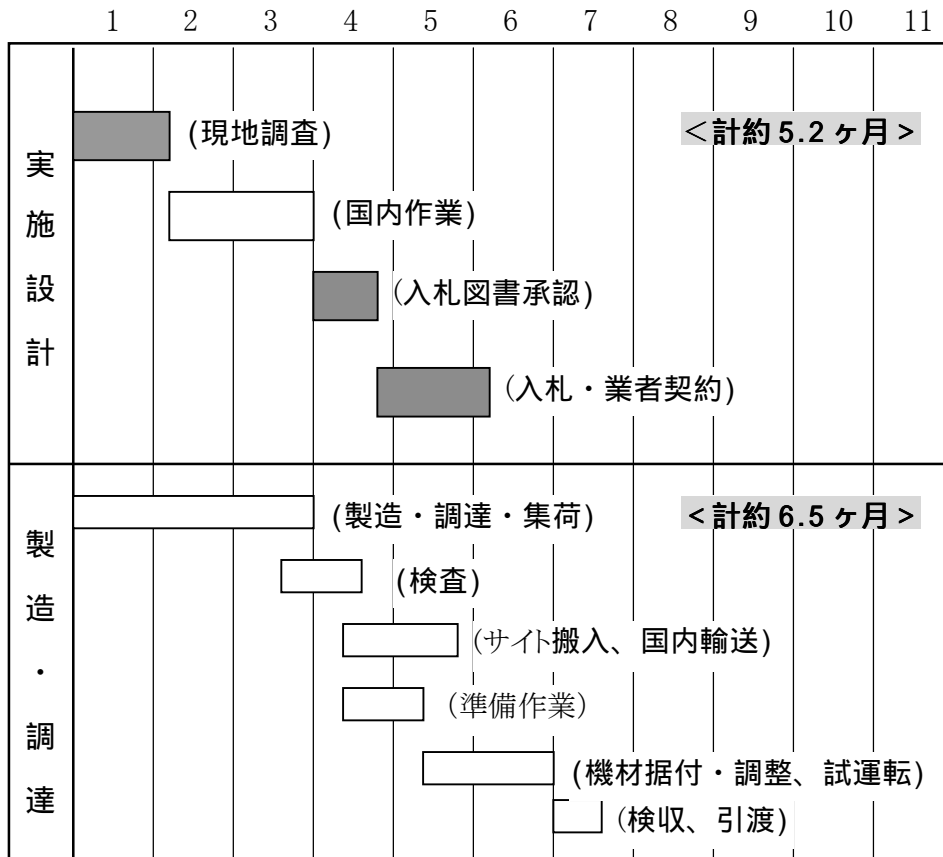 1 2 3 4 5 6 7 8 9 10 11
実施設計
(現地調査)
＜計約 5.2 ヶ月＞
(国内作業)
(入札図書承認)
(入札・業者契約)
製造・調達
(製造・調達・集荷)
＜計約 6.5 ヶ月＞
(検査)
(サイト搬入、国内輸送)
(準備作業)
(機材据付・調整、試運転)
(検収、引渡)